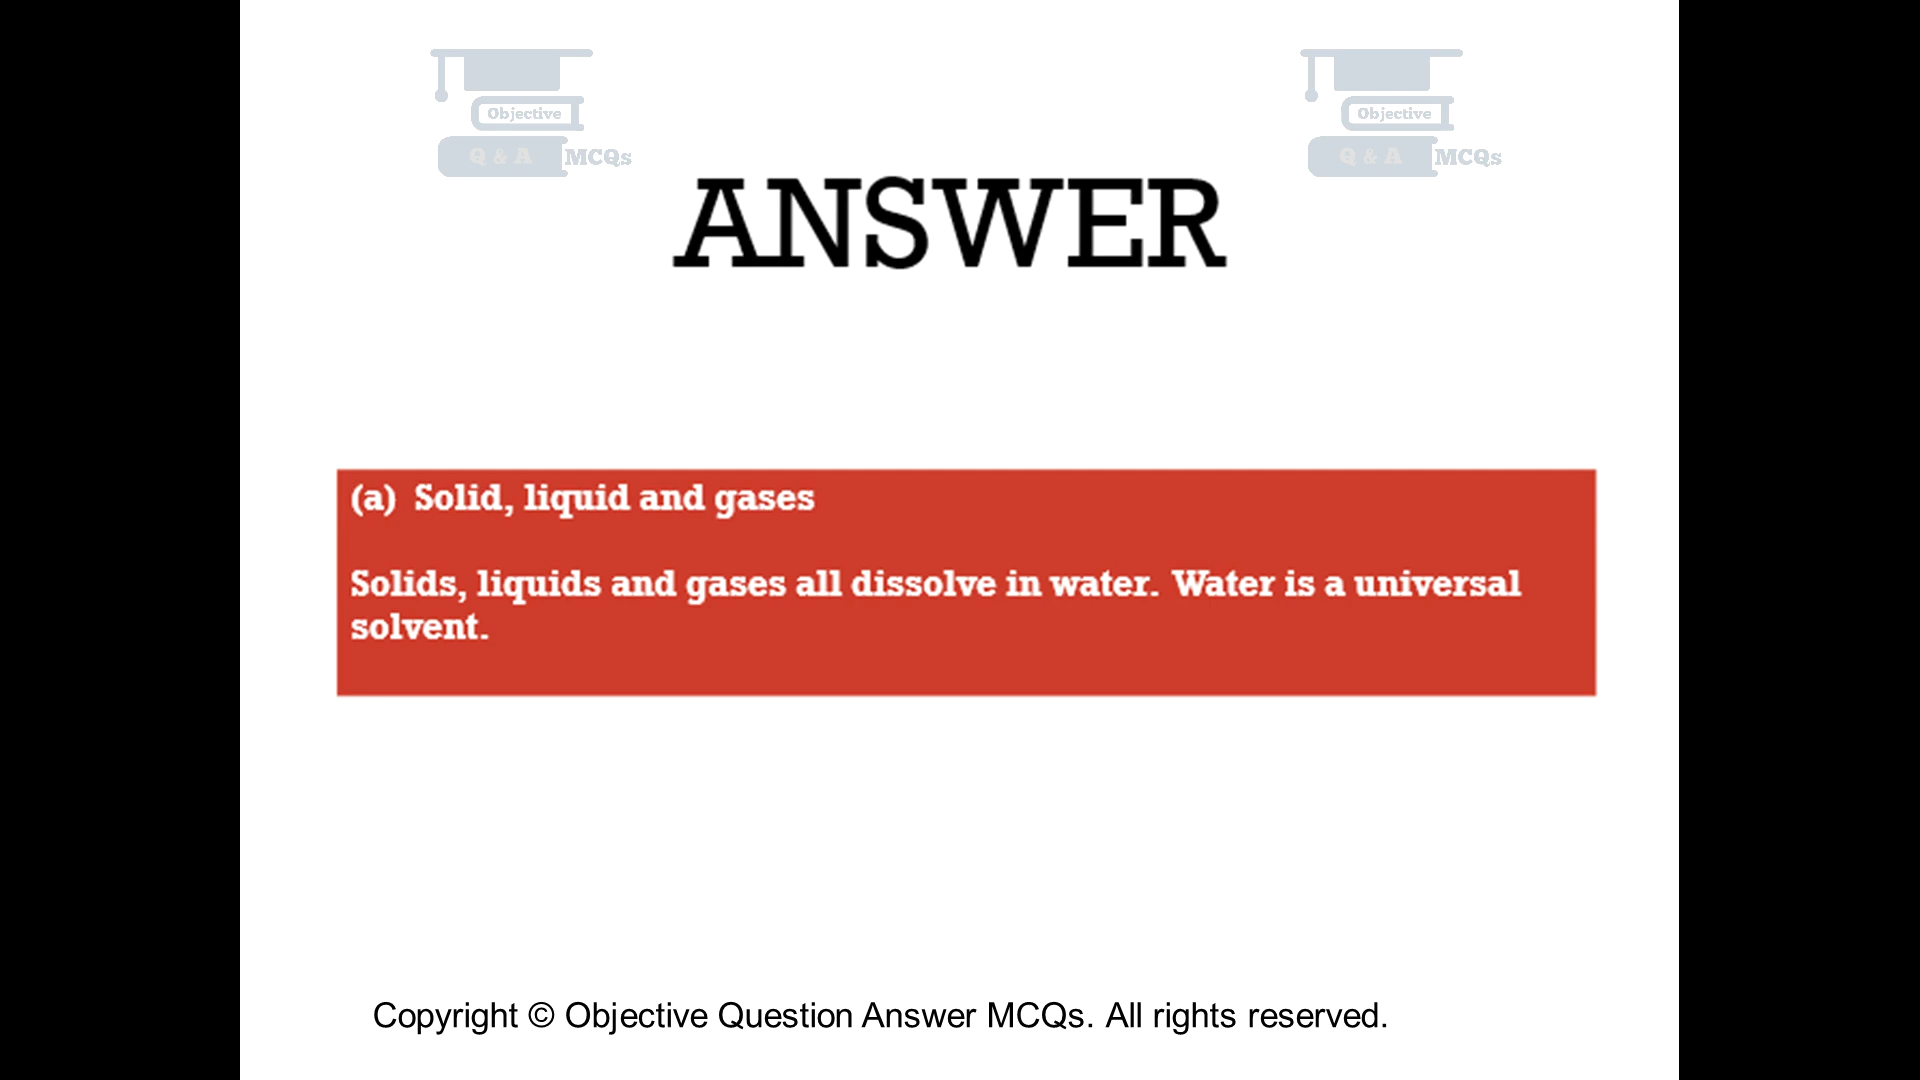 Objective
Q & A MCQs
Objective
Q & A MCQs
ANSWER
(a) Solid, liquid and gases
Solids, liquids and gases all dissolve in water. Water is a universal
solvent.
Copyright © Objective Question Answer MCQs. All rights reserved.